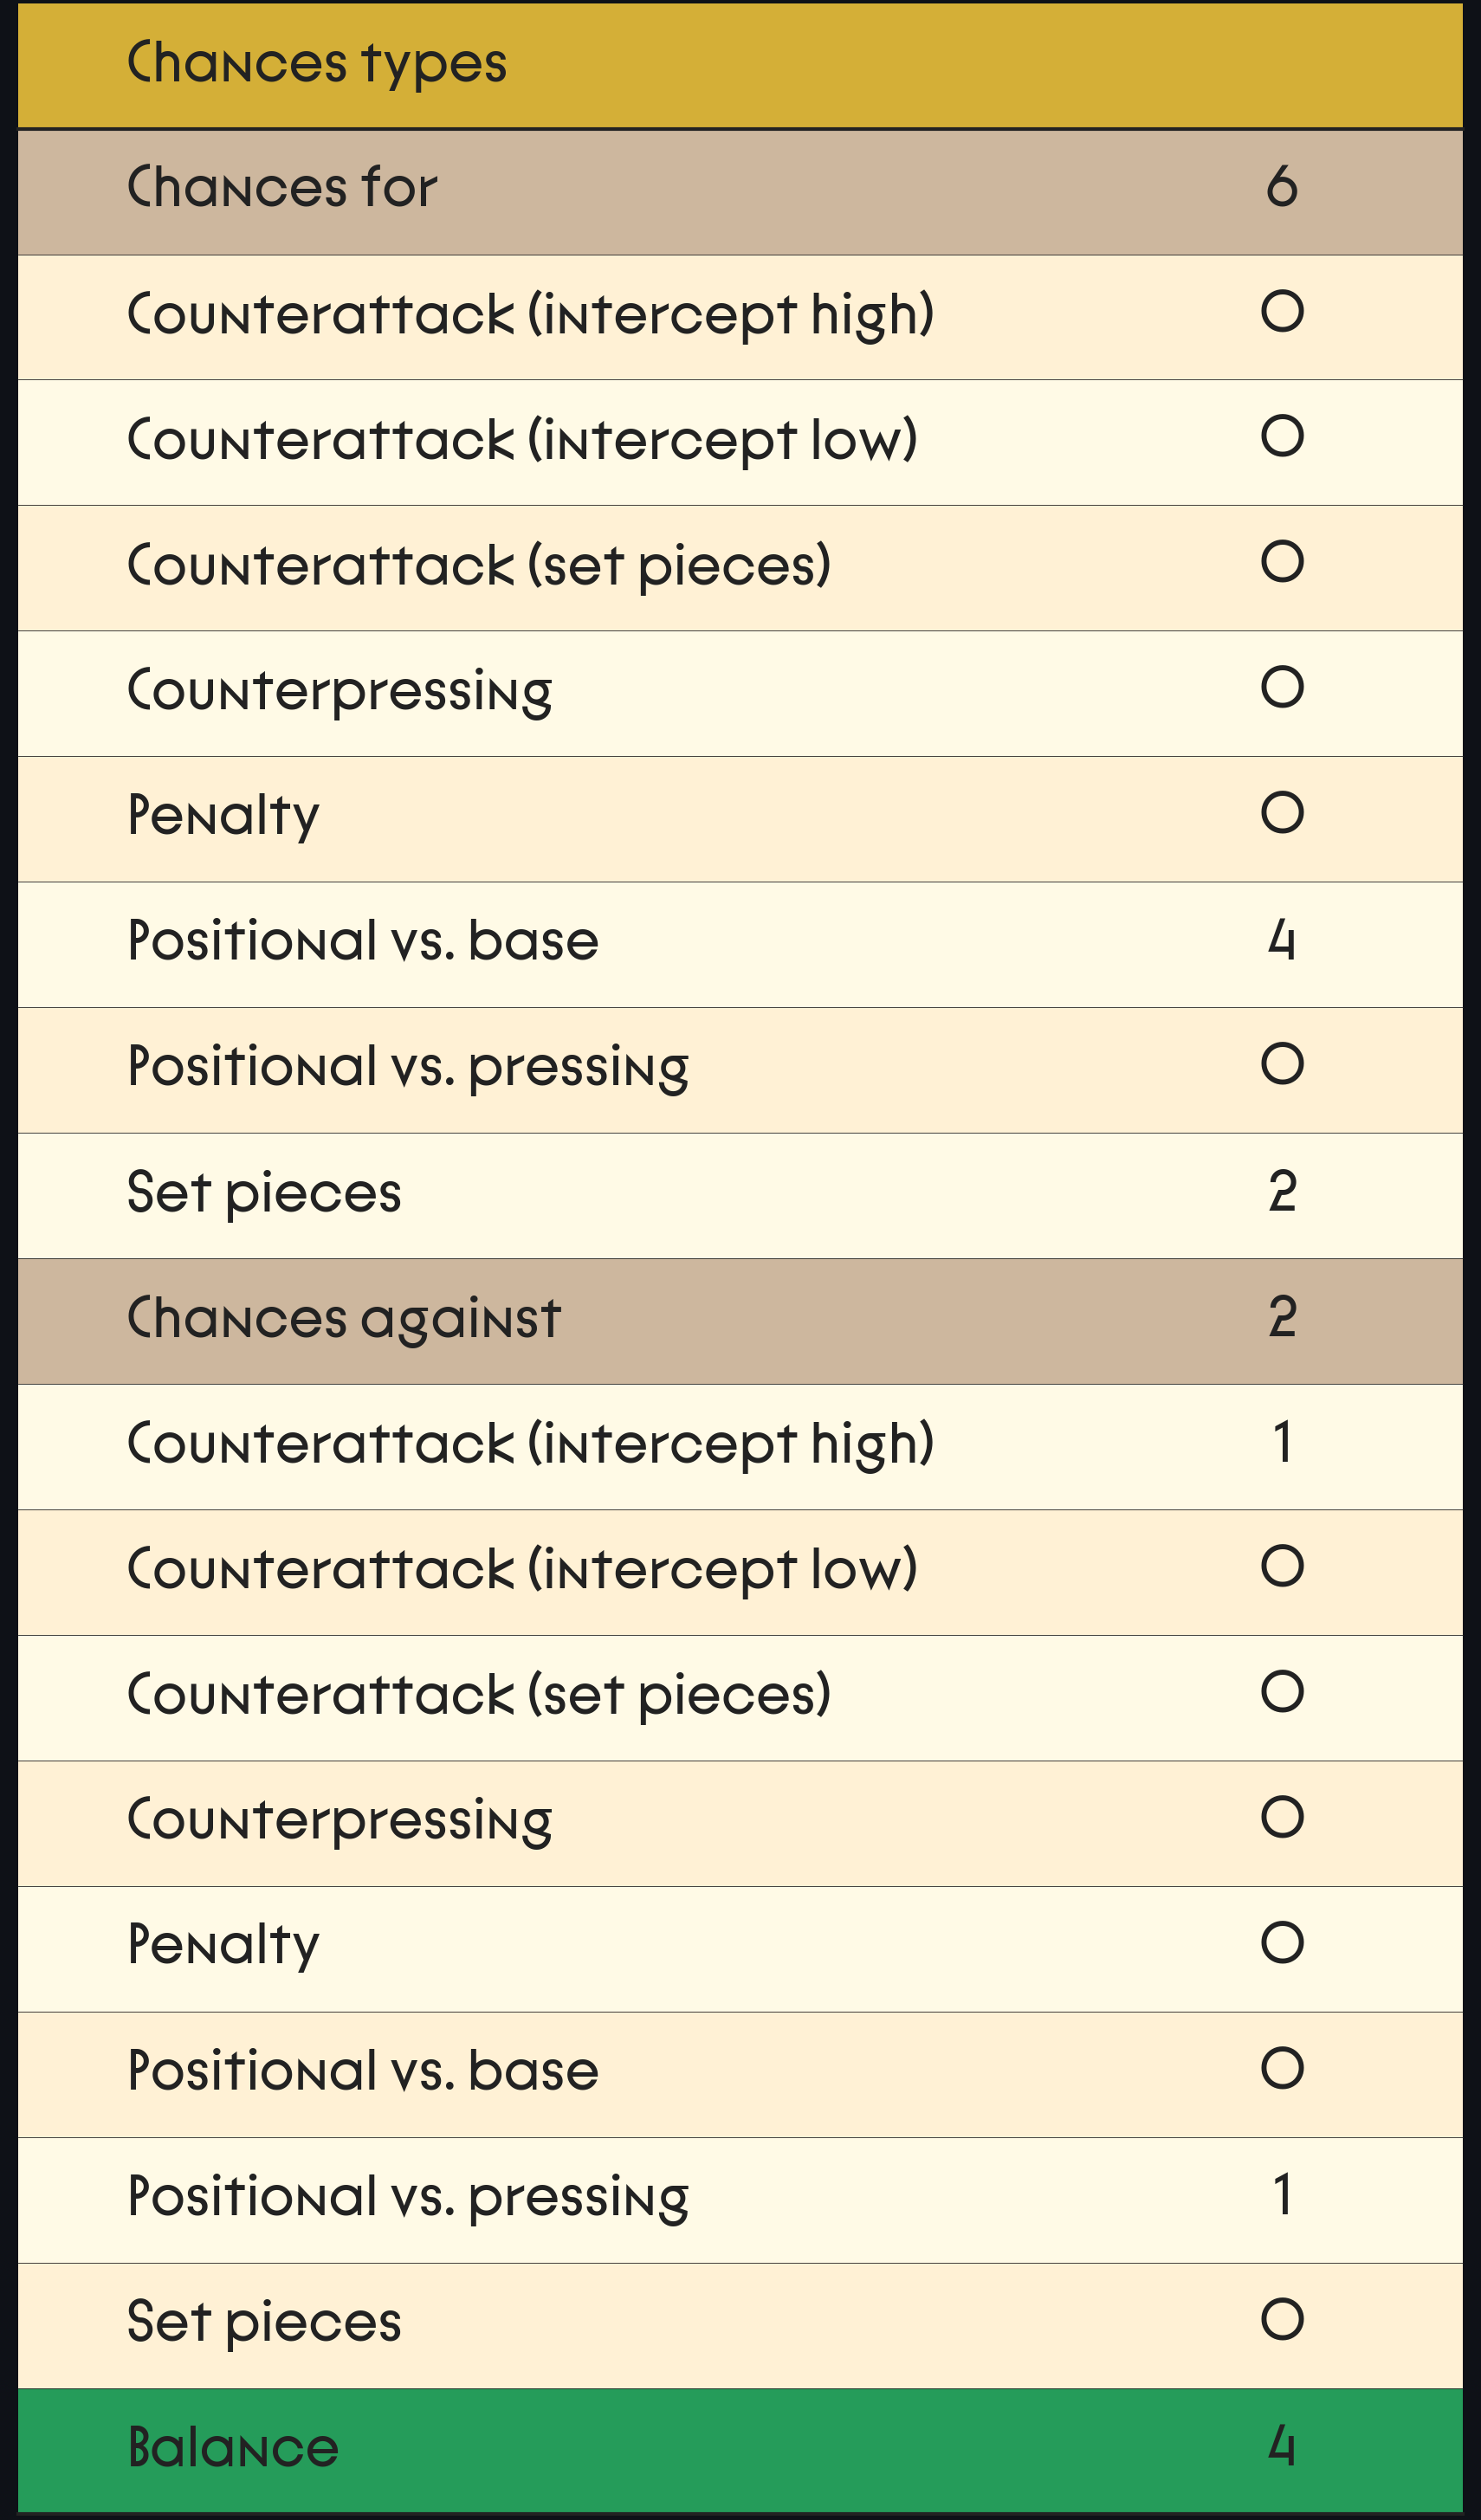 Chances types
Chances for 6
Counterattack (intercept high) 0
Counterattack (intercept low) 0
Counterattack (set pieces) 0
Counterpressing 0
Penalty 0
Positional vs. base 4
Positional vs. pressing 0
Set pieces 2
Chances against 2
Counterattack (intercept high) 1
Counterattack (intercept low) 0
Counterattack (set pieces) 0
Counterpressing 0
Penalty 0
Positional vs. base 0
Positional vs. pressing 1
Set pieces 0
Balance 4